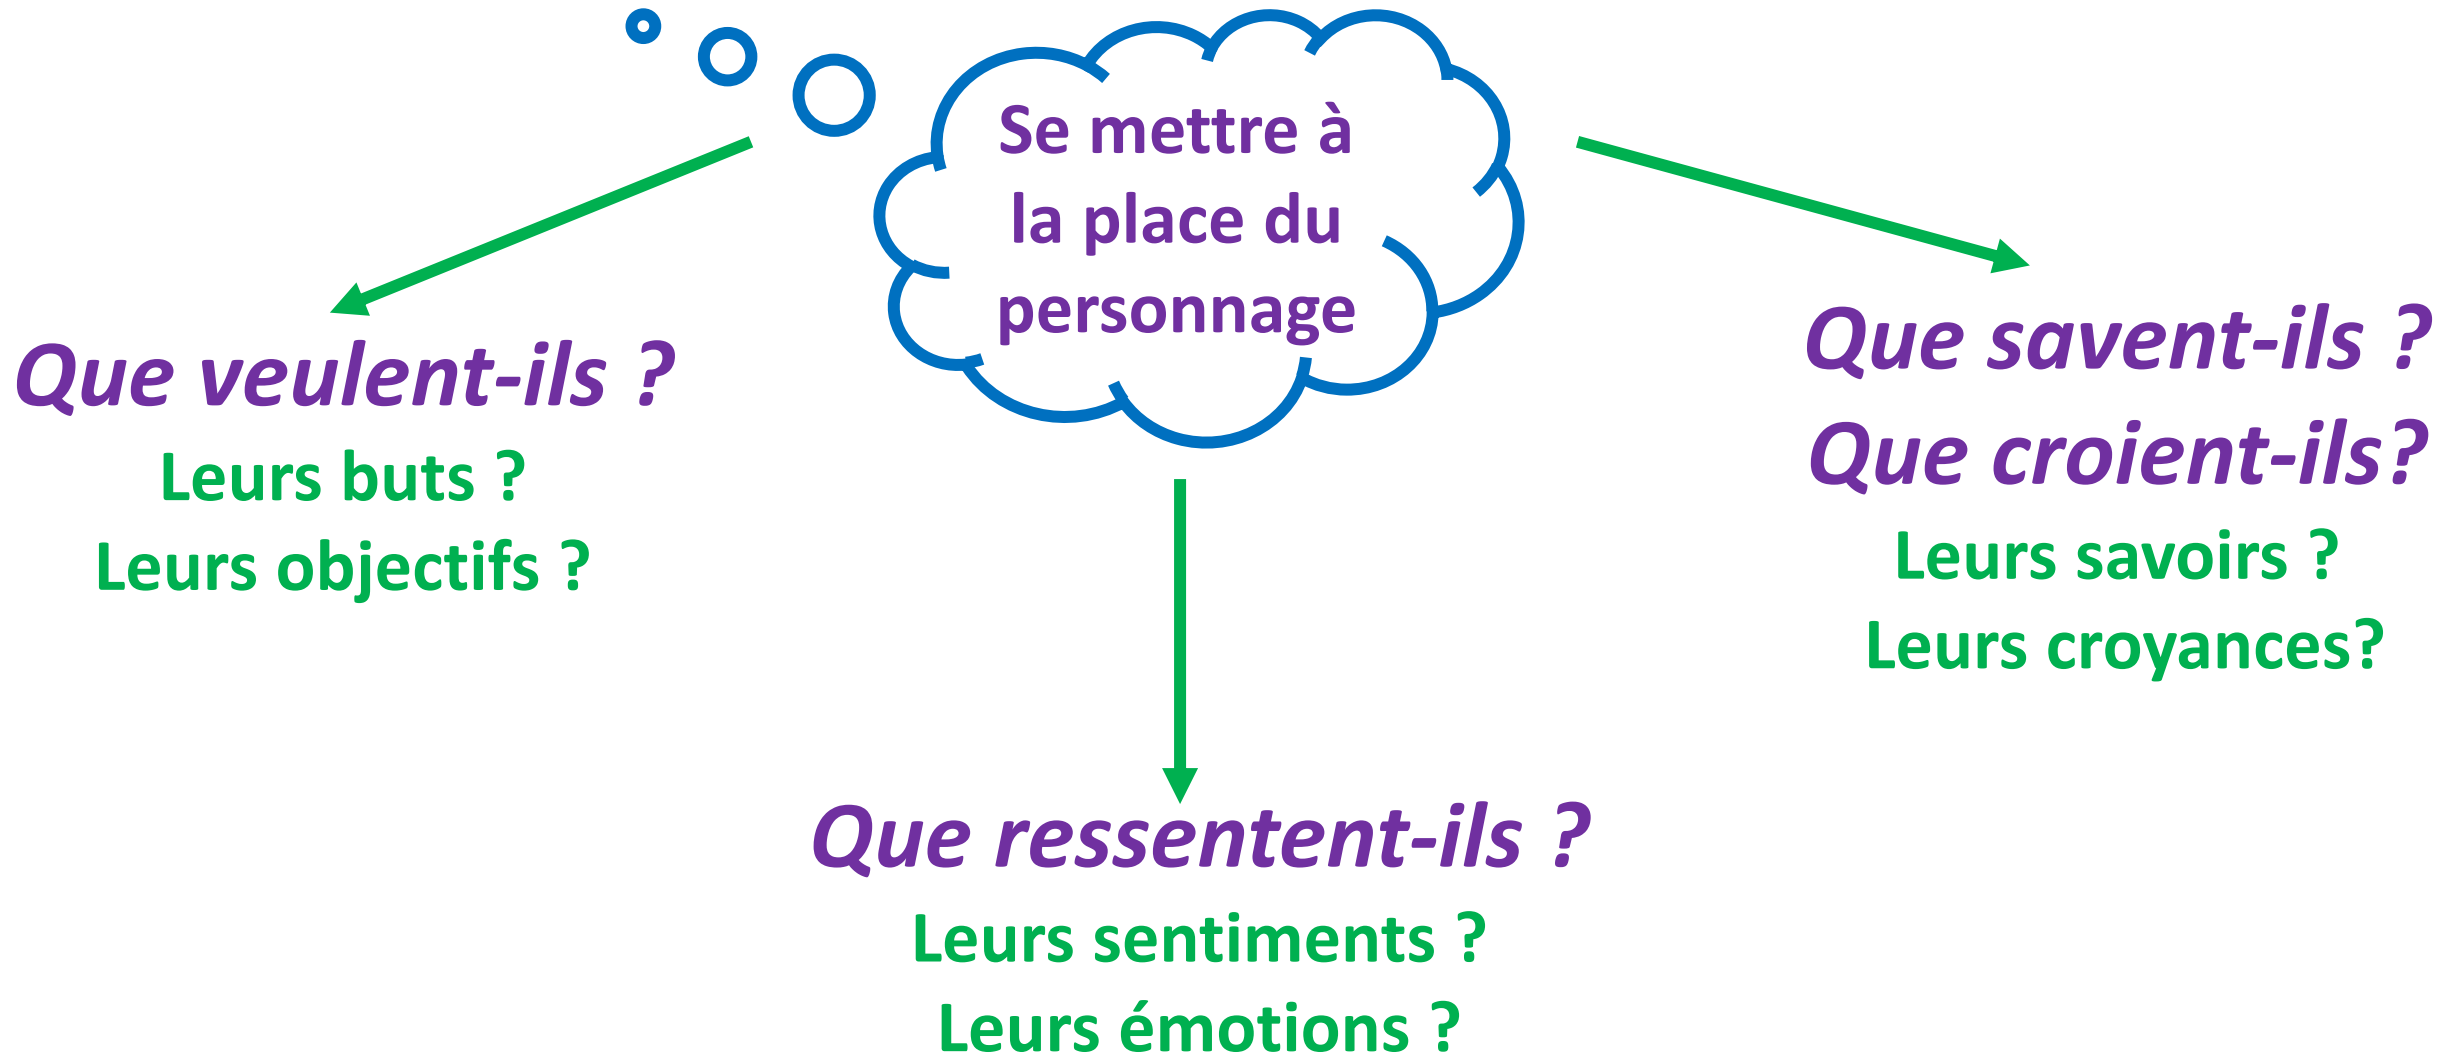 Se mettre à
la place du
personnage
Que veulent-ils ?
Leurs buts ?
Leurs objectifs ?
Que savent-ils ?
Que croient-ils?
Leurs savoirs ?
Leurs croyances?
Que ressentent-ils ?
Leurs sentiments ?
Leurs émotions ?